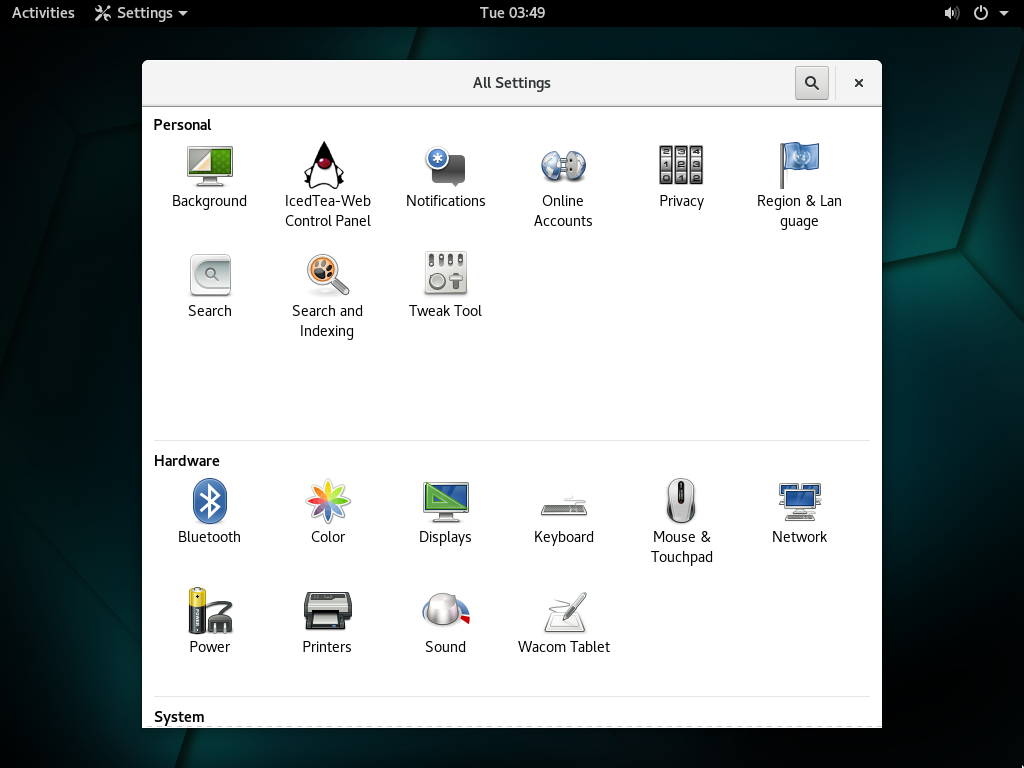 Activities Settings Tue 03:49
All Settings
Personal
Background
IcedTea-Web
Control Panel
Notifications
Online
Accounts
Privacy
Region & Lan
guage
Search
Search and
Indexing
Tweak Tool
Hardware
Bluetooth
Color
Displays
Keyboard
Mouse &
Touchpad
Network
Power
Printers
Sound
Wacom Tablet
System